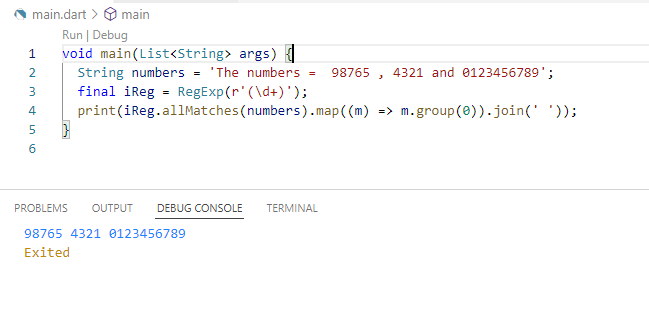 main.dart > main
Run | Debug
1 void main(List<String> args) {
2 String numbers = 'The numbers =  98765 , 4321 and 0123456789';
3 final iReg = RegExp(r'(\d+)');
4 print(iReg.allMatches(numbers).map((m) => m.group(0)).join(' '));
5 }
6
PROBLEMS OUTPUT DEBUG CONSOLE TERMINAL
98765 4321 0123456789
Exited